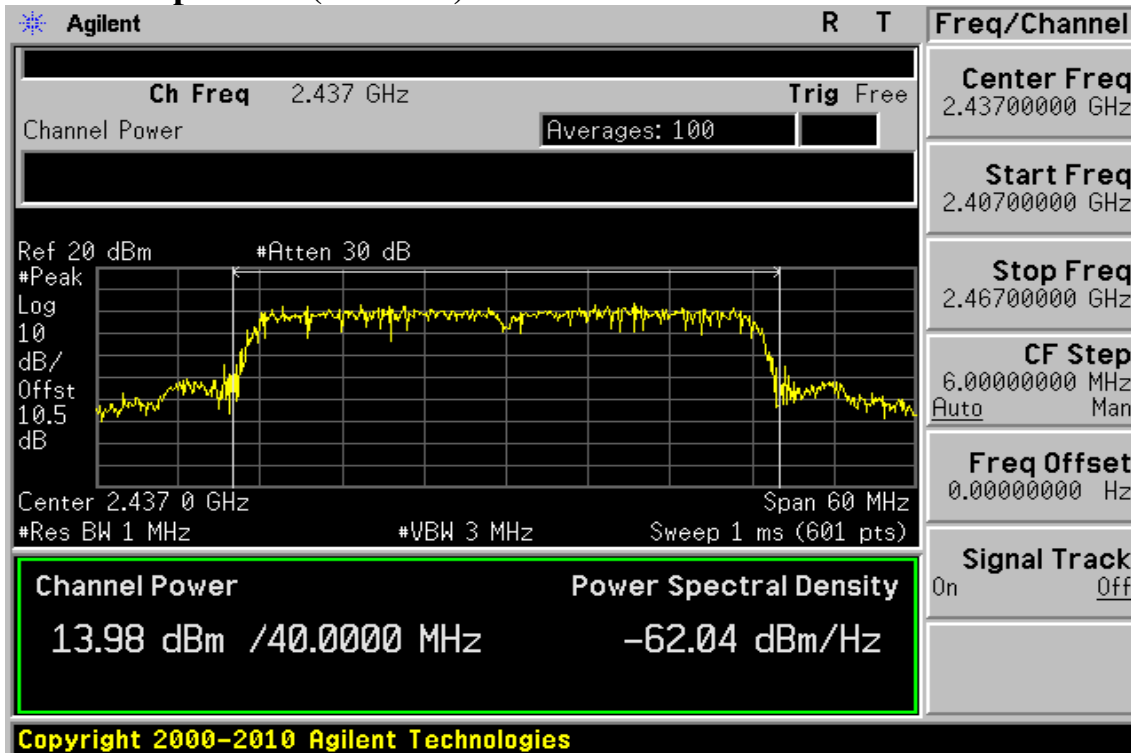 Agilent R T
Ch Freq 2.437 GHz Trig Free
Channel Power Averages: 100
Ref 20 dBm #Atten 30 dB
#Peak
Log
10
dB/
Offst
10.5
dB
Center 2.437 0 GHz Span 60 MHz
#Res BW 1 MHz #VBW 3 MHz Sweep 1 ms (601 pts)
Channel Power Power Spectral Density
13.98 dBm /40.0000 MHz -62.04 dBm/Hz
Copyright 2000-2010 Agilent Technologies
Freq/Channel
Center Freq
2.43700000 GHz
Start Freq
2.40700000 GHz
Stop Freq
2.46700000 GHz
CF Step
6.00000000 MHz
Auto Man
Freq Offset
0.00000000 Hz
Signal Track
On Off